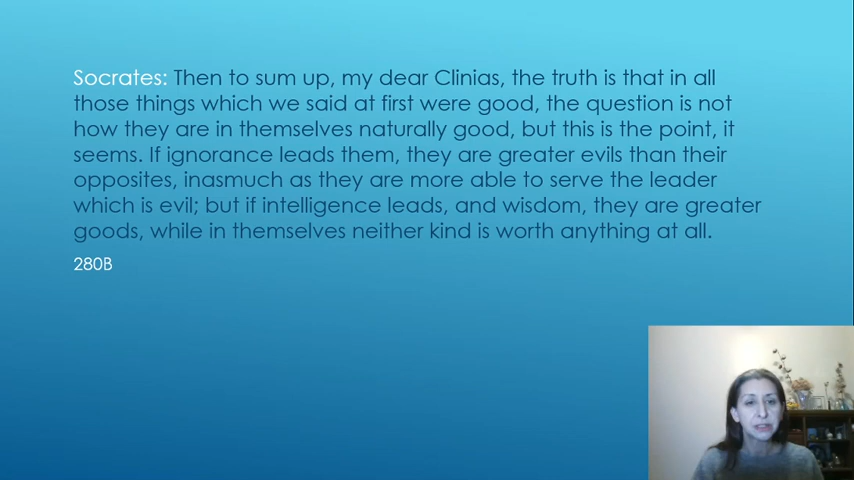 Socrates: Then to sum up, my dear Clinias, the truth is that in all
those things which we said at first were good, the question is not
how they are in themselves naturally good, but this is the point, it
seems. If ignorance leads them, they are greater evils than their
opposites, inasmuch as they are more able to serve the leader
which is evil; but if intelligence leads, and wisdom, they are greater
goods, while in themselves neither kind is worth anything at all.
280B